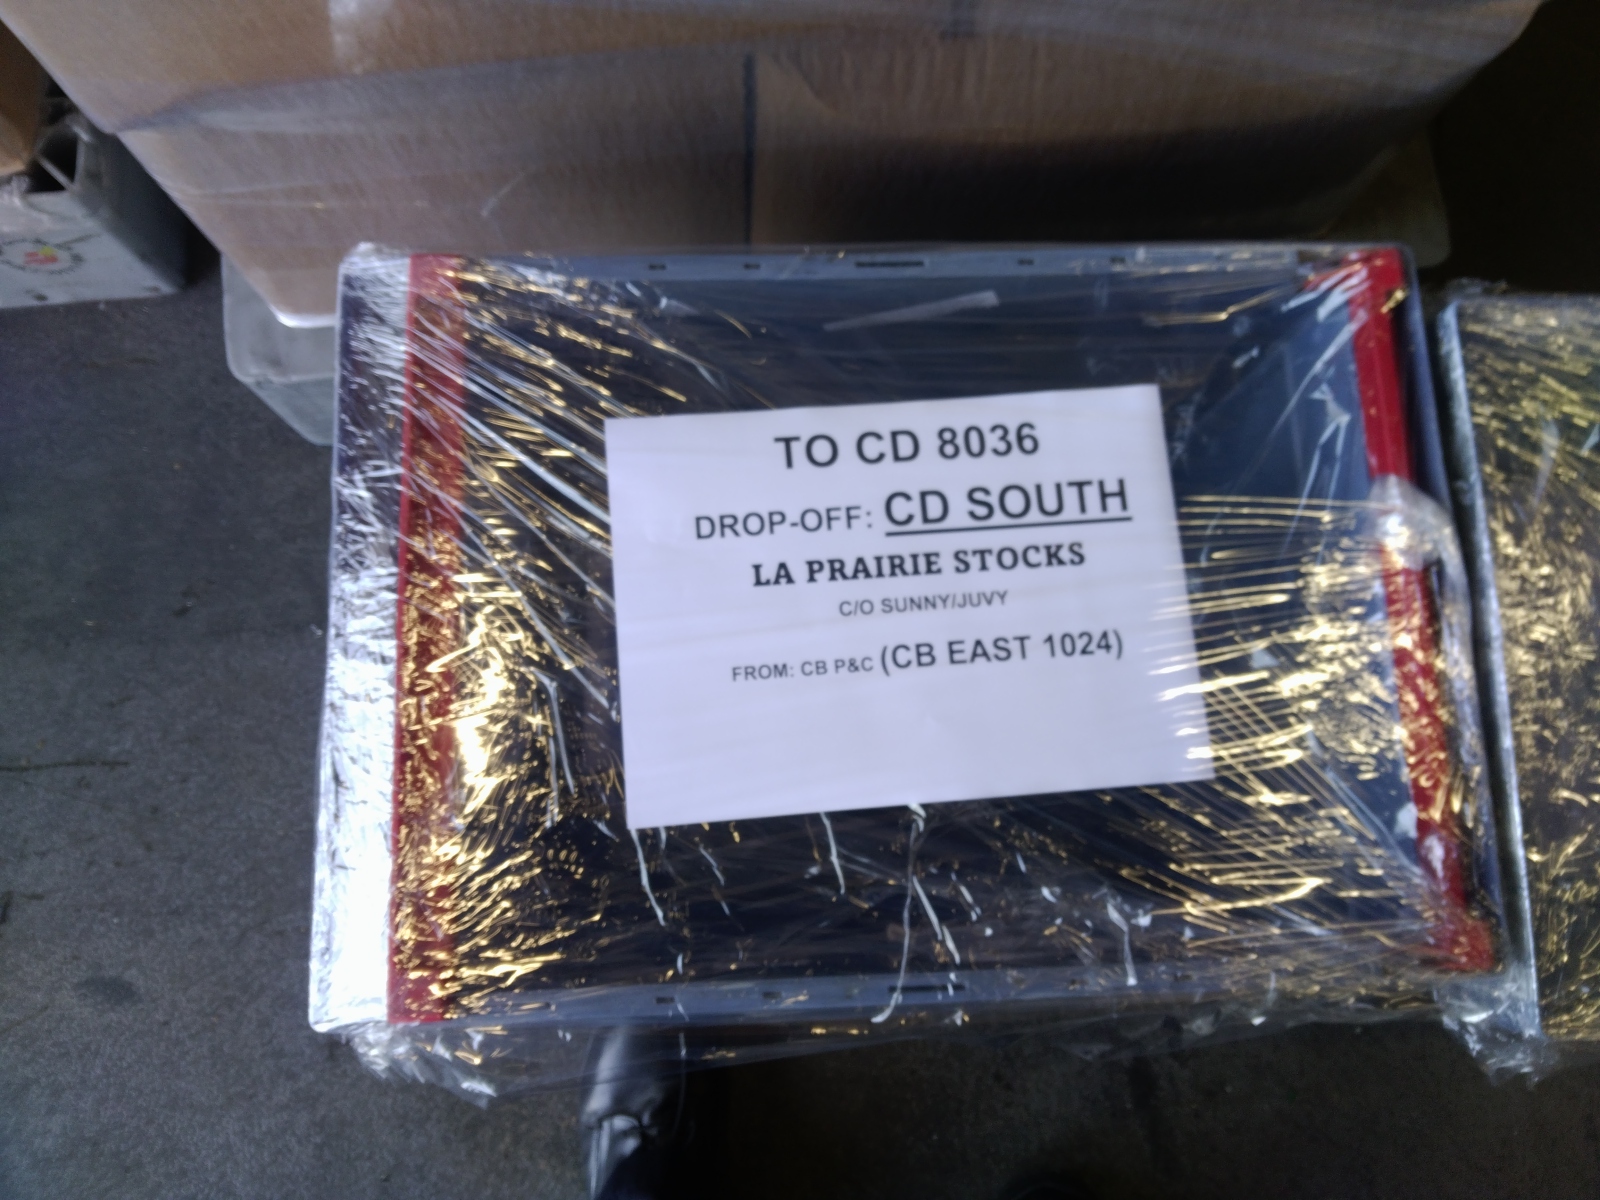 TO CD 8036
DROP-OFF: CD SOUTH
LA PRAIRIE STOCKS
C/O SUNNY/JUVY
FROM: CB P&C (CB EAST 1024)